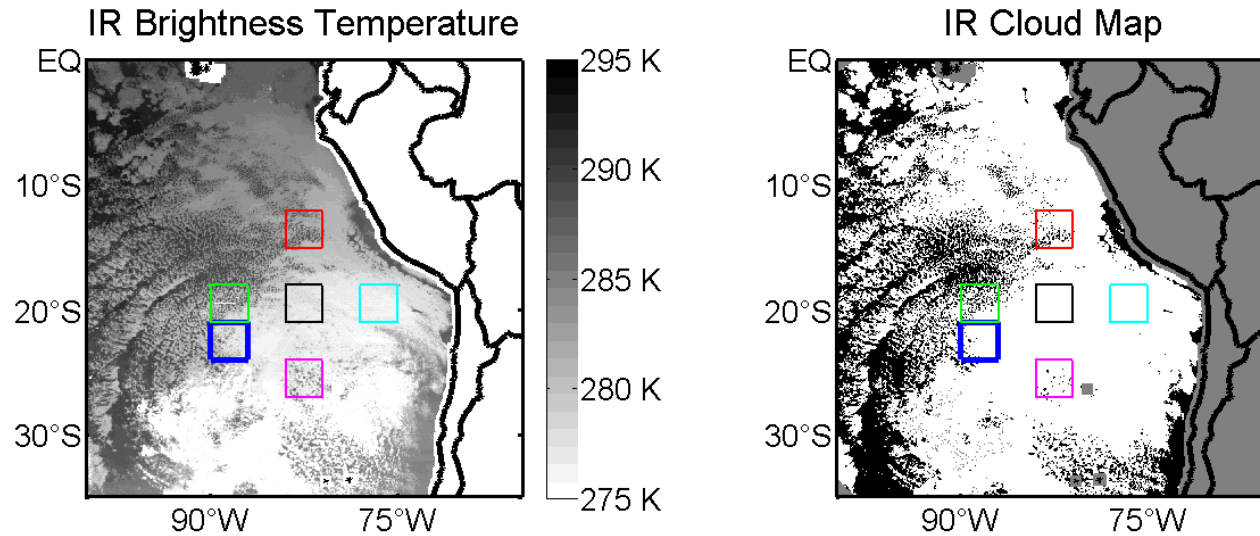 IR Brightness Temperature
EQ
10°S
20°S
30°S
90°W
75°W
295 K
290 K
285 K
280 K
275 K
IR Cloud Map
EQ
10°S
20°S
30°S
90°W
75°W